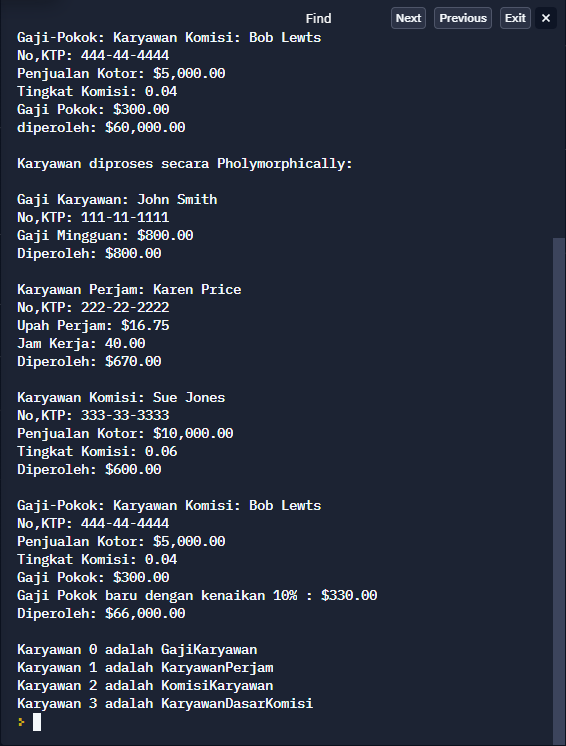 Find Next Previous Exit ×
Gaji-Pokok: Karyawan Komisi: Bob Lewts
No,KTP: 444-44-4444
Penjualan Kotor: $5,000.00
Tingkat Komisi: 0.04
Gaji Pokok: $300.00
diperoleh: $60,000.00
Karyawan diproses secara Pholymorphically:
Gaji Karyawan: John Smith
No,KTP: 111-11-1111
Gaji Mingguan: $800.00
Diperoleh: $800.00
Karyawan Perjam: Karen Price
No,KTP: 222-22-2222
Upah Perjam: $16.75
Jam Kerja: 40.00
Diperoleh: $670.00
Karyawan Komisi: Sue Jones
No,KTP: 333-33-3333
Penjualan Kotor: $10,000.00
Tingkat Komisi: 0.06
Diperoleh: $600.00
Gaji-Pokok: Karyawan Komisi: Bob Lewts
No,KTP: 444-44-4444
Penjualan Kotor: $5,000.00
Tingkat Komisi: 0.04
Gaji Pokok: $300.00
Gaji Pokok baru dengan kenaikan 10% : $330.00
Diperoleh: $66,000.00
Karyawan 0 adalah GajiKaryawan
Karyawan 1 adalah KaryawanPerjam
Karyawan 2 adalah KomisiKaryawan
Karyawan 3 adalah KaryawanDasarKomisi
>